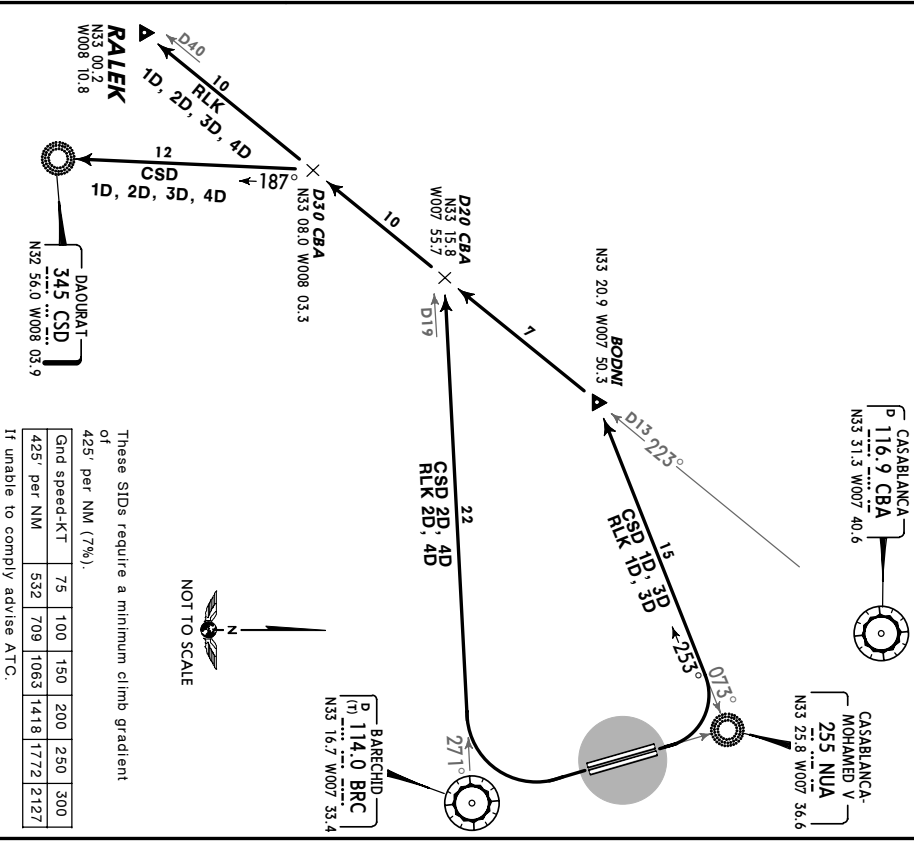 CASABLANCA
D 116.9 CBA
N33 31.3 W007 40.6
CASABLANCA-
MOHAMED V
255 NUA
N33 25.8 W007 36.6
BARECHID
D
(T) 114.0 BRC
N33 16.7 W007 33.4
DAOURAT
345 CSD
N32 56.0 W008 03.9
RALEK
N33 00.2
W008 10.8
D40
10
RLK
1D, 2D, 3D, 4D
12
CSD
1D, 2D, 3D, 4D
187°
D30 CBA
N33 08.0 W008 03.3
10
D20 CBA
N33 15.8
W007 55.7
D19
7
BODNI
N33 20.9 W007 50.3
D13
223°
15
CSD 1D, 3D
RLK 1D, 3D
253°
073°
22
CSD 2D, 4D
RLK 2D, 4D
271°
N
NOT TO SCALE
These SIDs require a minimum climb gradient
of
425' per NM (7%).
Gnd speed-KT 75 100 150 200 250 300
425' per NM 532 709 1063 1418 1772 2127
If unable to comply advise ATC.